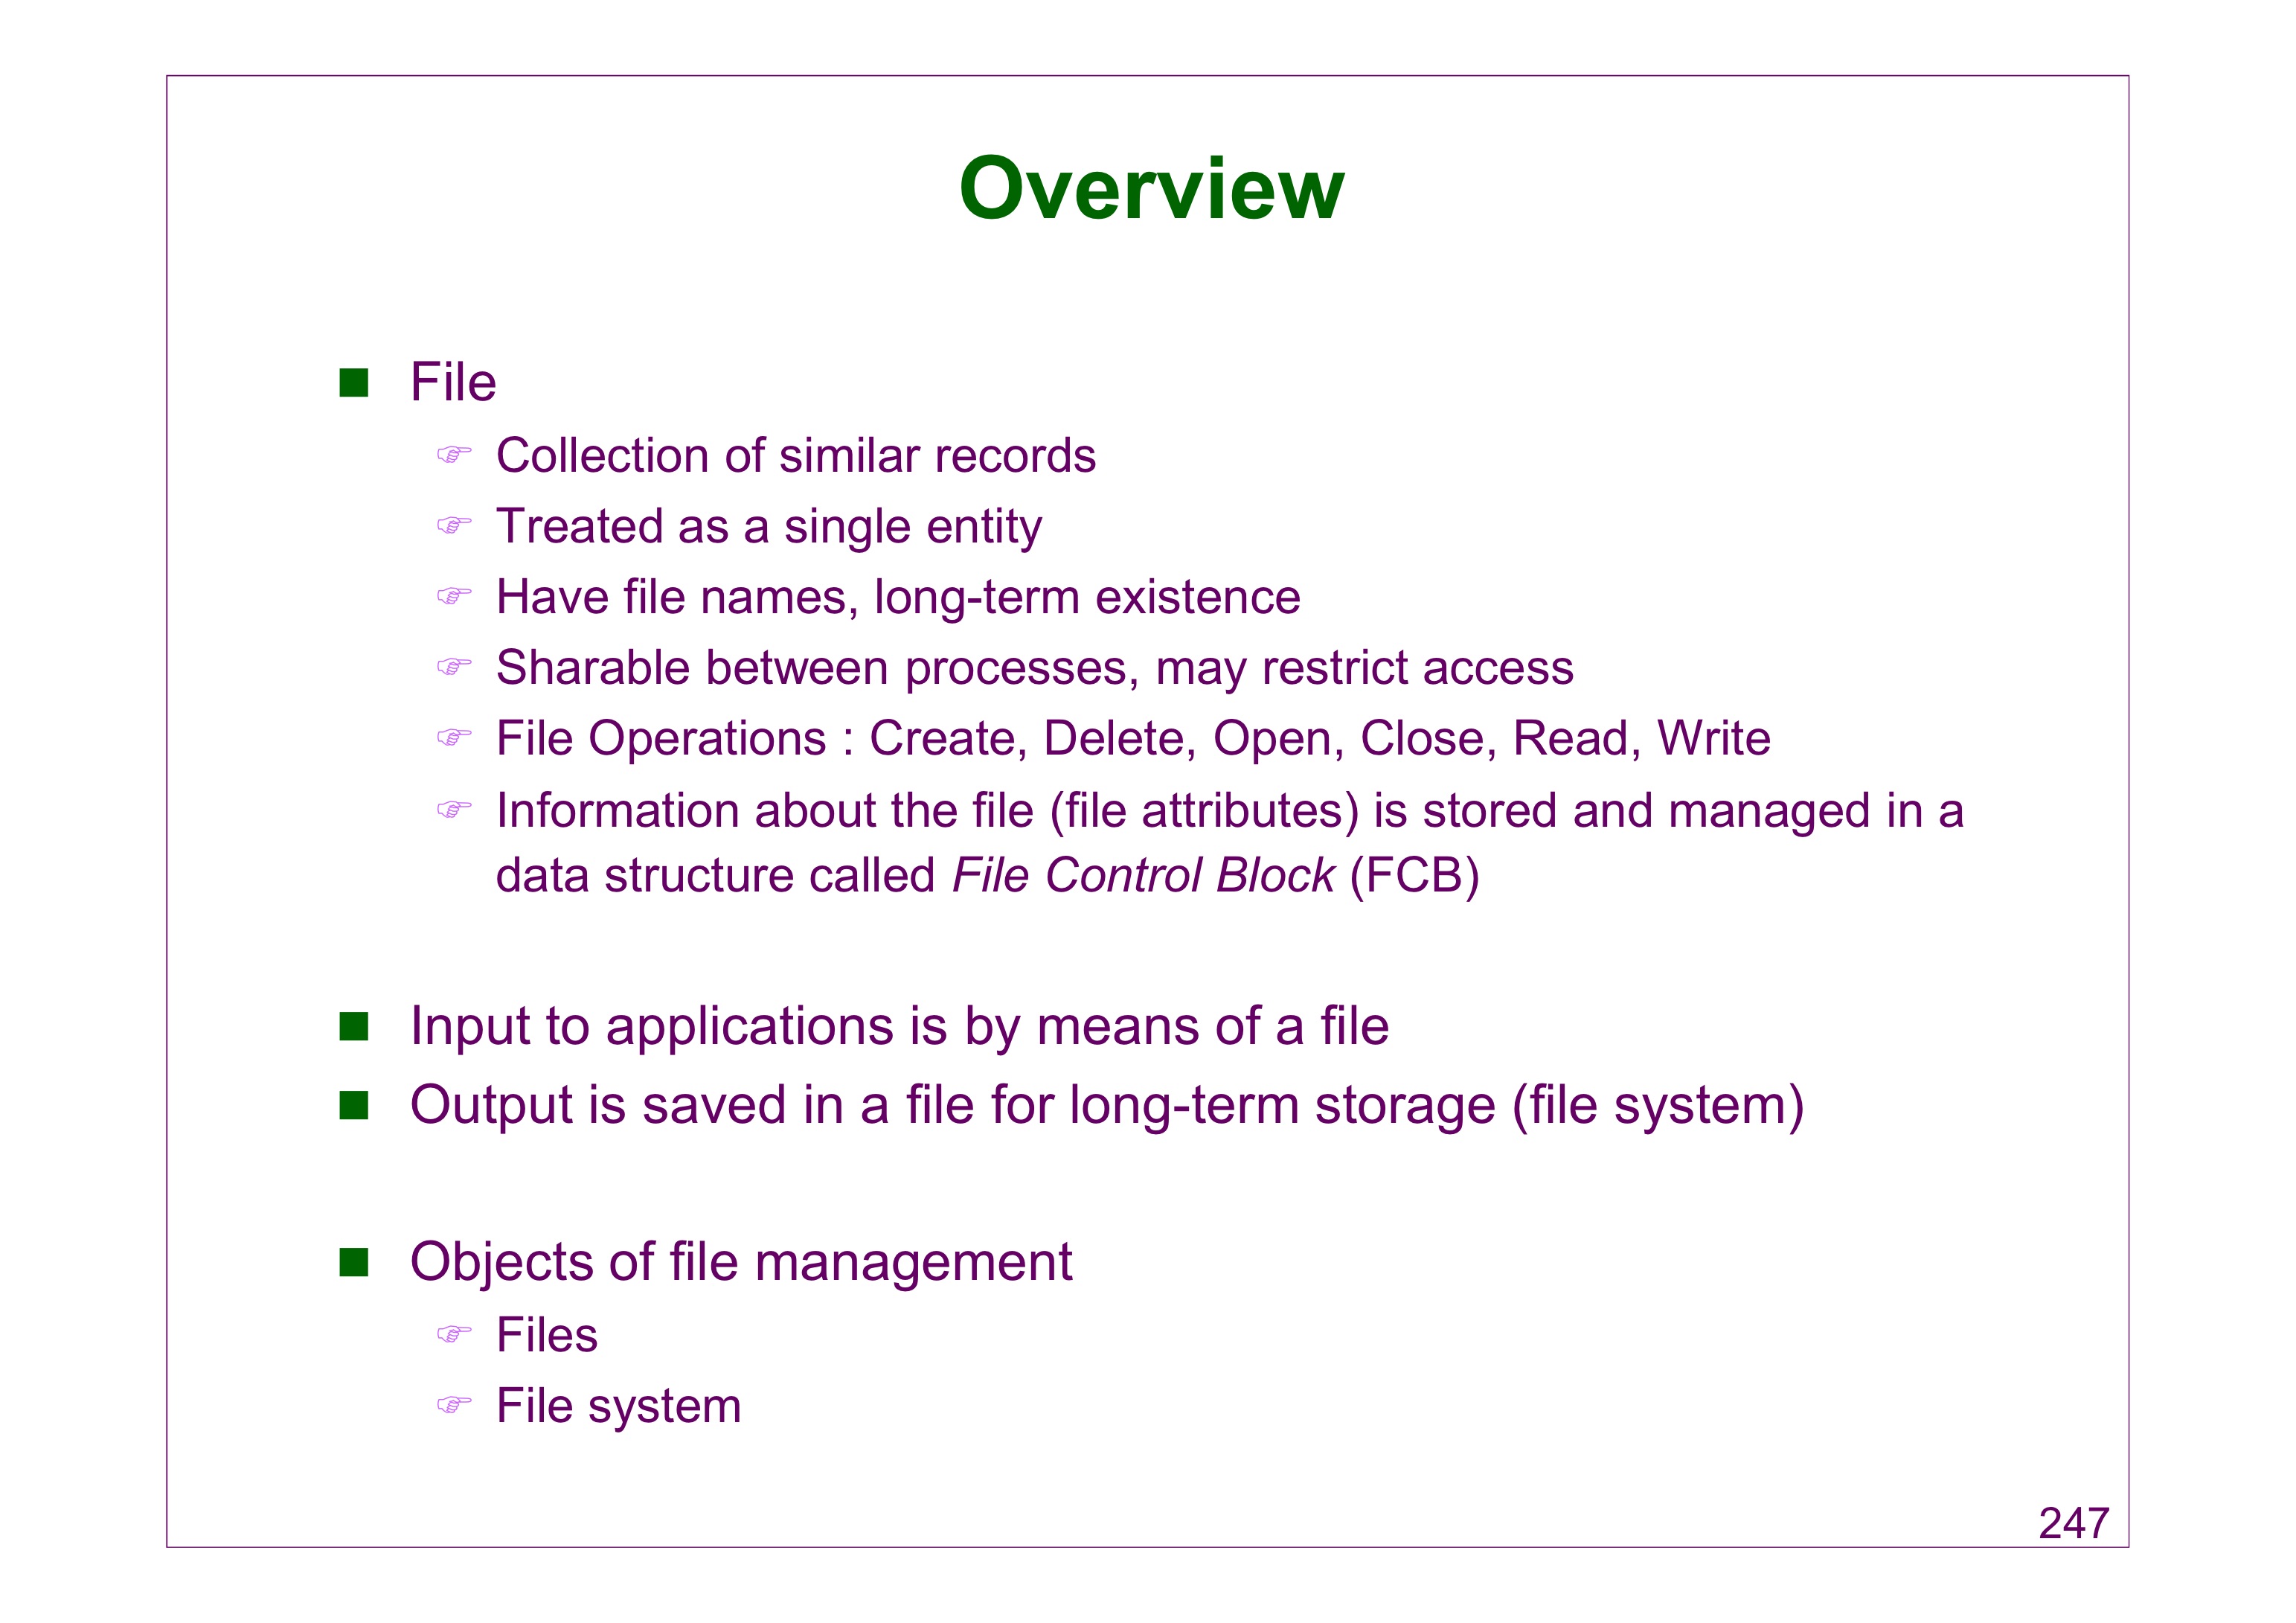 Overview
File
Collection of similar records
Treated as a single entity
Have file names, long-term existence
Sharable between processes, may restrict access
File Operations : Create, Delete, Open, Close, Read, Write
Information about the file (file attributes) is stored and managed in a
data structure called File Control Block (FCB)
Input to applications is by means of a file
Output is saved in a file for long-term storage (file system)
Objects of file management
Files
File system
247